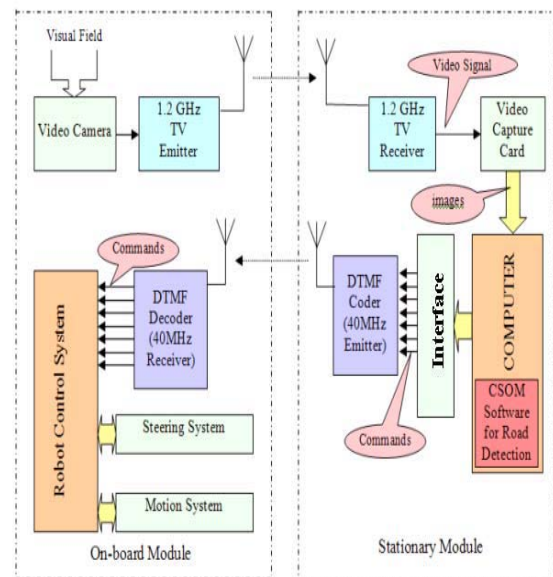 Visual Field
Video Camera
1.2 GHz
TV
Emitter
1.2 GHz
TV
Receiver
Video Signal
Video
Capture
Card
images
Commands
DTMF
Decoder
(40MHz
Receiver)
DTMF
Coder
(40MHz
Emitter)
Interface
COMPUTER
CSOM
Software
for Road
Detection
Commands
Robot Control System
Steering System
Motion System
On-board Module
Stationary Module